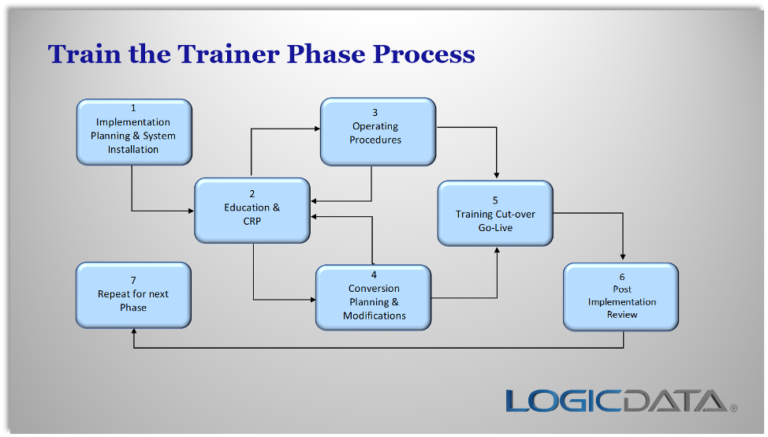 Train the Trainer Phase Process
1
Implementation
Planning & System
Installation
2
Education &
CRP
3
Operating
Procedures
4
Conversion
Planning &
Modifications
5
Training Cut-over
Go-Live
6
Post
Implementation
Review
7
Repeat for next
Phase
LOGICDATA®